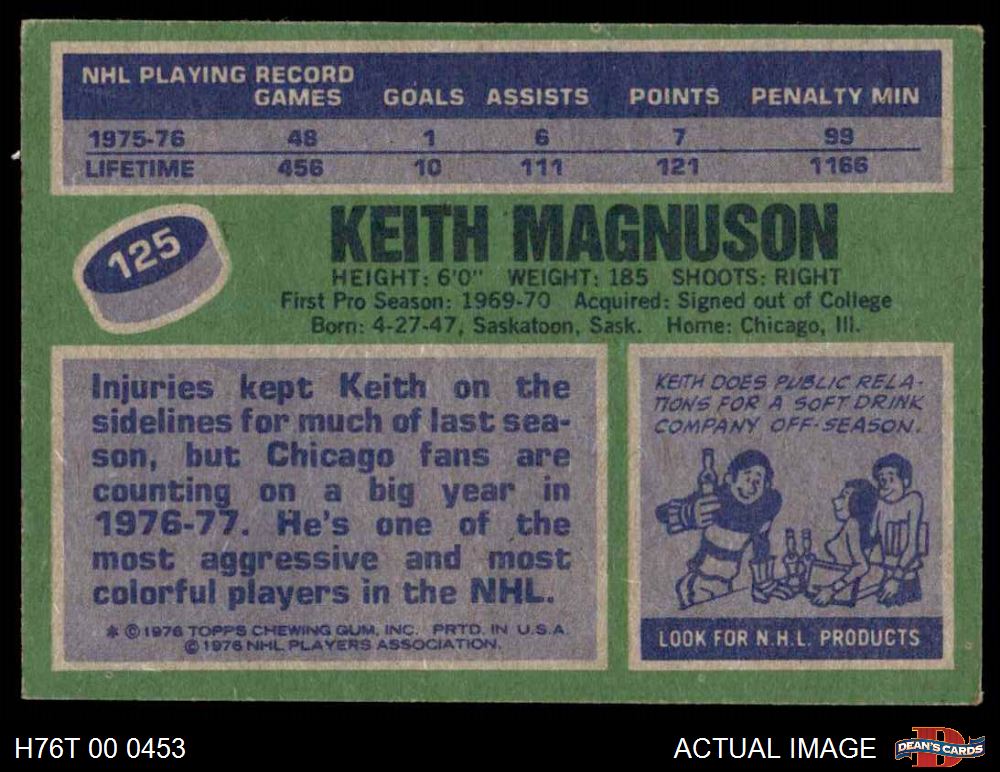 NHL PLAYING RECORD
GAMES GOALS ASSISTS POINTS PENALTY MIN
1975-76 48 1 6 7 99
LIFETIME 456 10 111 121 1166
125
KEITH MAGNUSON
HEIGHT: 6'0" WEIGHT: 185 SHOOTS: RIGHT
First Pro Season: 1969-70 Acquired: Signed out of College
Born: 4-27-47, Saskatoon, Sask. Home: Chicago, Ill.
Injuries kept Keith on the
sidelines for much of last sea-
son, but Chicago fans are
counting on a big year in
1976-77. He's one of the
most aggressive and most
colorful players in the NHL.
* ©1976 TOPPS CHEWING GUM, INC. PRTD. IN U.S.A.
©1976 NHL PLAYERS ASSOCIATION.
KEITH DOES PUBLIC RELA-
TIONS FOR A SOFT DRINK
COMPANY OFF-SEASON.
LOOK FOR N.H.L. PRODUCTS
H76T 00 0453
ACTUAL IMAGE
D
DEAN'S CARDS